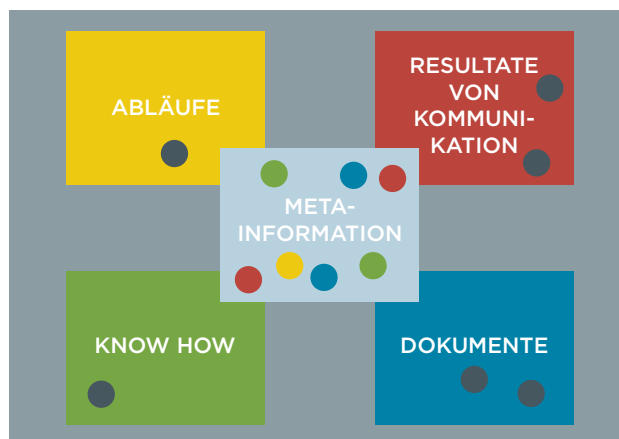 ABLÄUFE
RESULTATE
VON
KOMMUNI-
KATION
META-
INFORMATION
KNOW HOW
DOKUMENTE